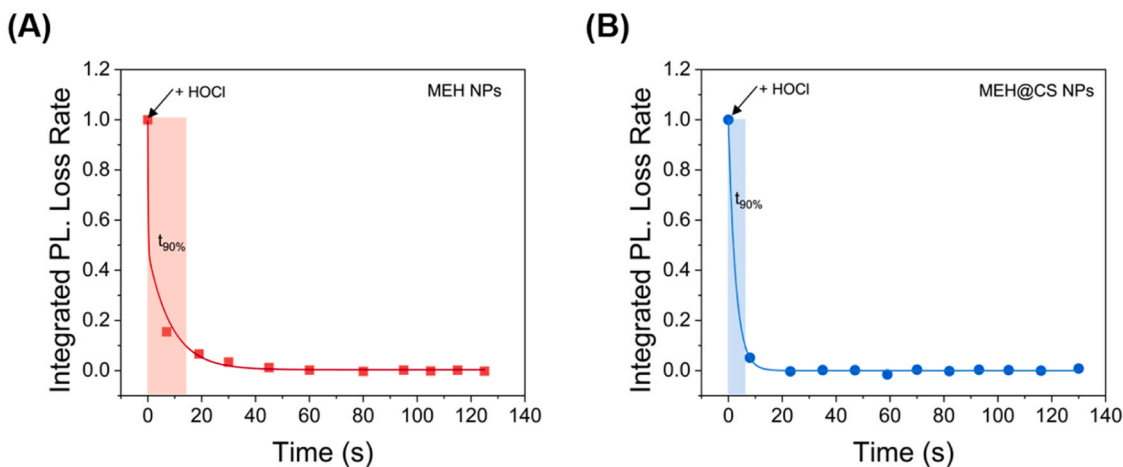 (A)
Integrated PL. Loss Rate
1.2
1.0
0.8
0.6
0.4
0.2
0.0
+ HOCl
MEH NPs
t90%
0 20 40 60 80 100 120 140
Time (s)
(B)
Integrated PL. Loss Rate
1.2
1.0
0.8
0.6
0.4
0.2
0.0
+ HOCl
MEH@CS NPs
t90%
0 20 40 60 80 100 120 140
Time (s)